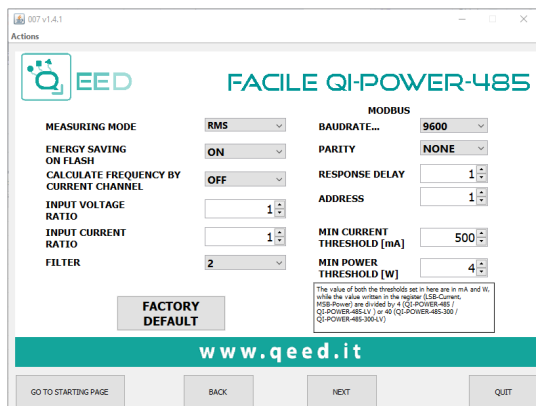 007 v1.4.1
Actions
QEED
FACILE QI-POWER-485
MODBUS
MEASURING MODE
RMS
BAUDRATE...
9600
ENERGY SAVING
ON FLASH
ON
PARITY
NONE
CALCULATE FREQUENCY BY
CURRENT CHANNEL
OFF
RESPONSE DELAY
1
INPUT VOLTAGE
RATIO
1
ADDRESS
1
INPUT CURRENT
RATIO
1
MIN CURRENT
THRESHOLD [mA]
500
FILTER
2
MIN POWER
THRESHOLD [W]
4
The value of both the thresholds set
in here are in mA and W,
while the value written in the register (LSB-Current,
MSB-Power) are divided by 4 (QI-POWER-485 /
QI-POWER-485-LV ) or 40 (QI-POWER-485-300 /
QI-POWER-485-300-LV)
FACTORY
DEFAULT
www.qeed.it
GO TO STARTING PAGE
BACK
NEXT
QUIT